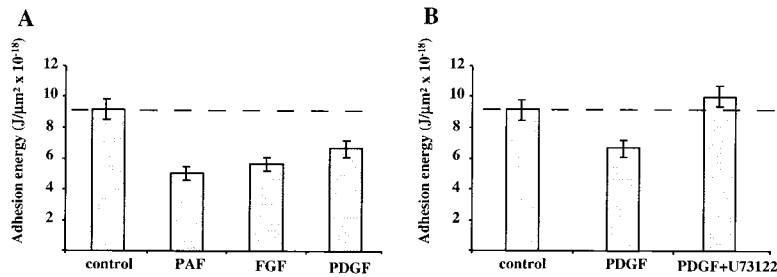 A
Adhesion energy (J/µm² x 10⁻¹⁸)
12
10
8
6
4
2
control PAF FGF PDGF
B
Adhesion energy (J/µm² x 10⁻¹⁸)
12
10
8
6
4
2
control PDGF PDGF+U73122